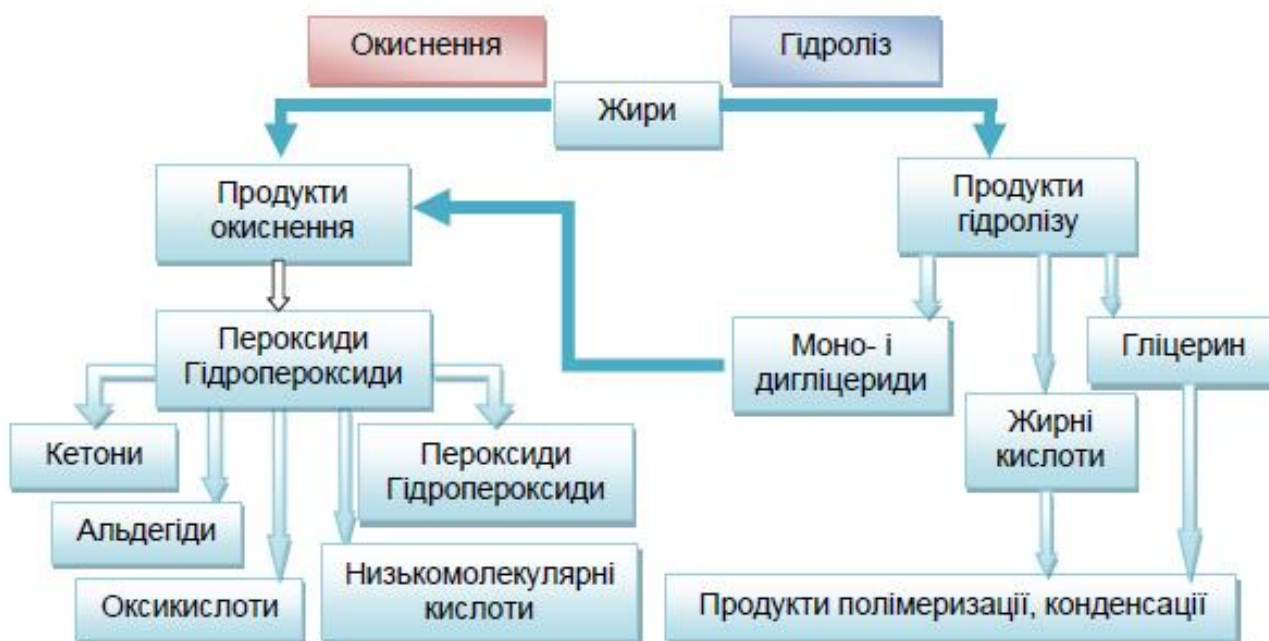 Окиснення
Гідроліз
Жири
Продукти
окиснення
Продукти
гідролізу
Пероксиди
Гідропероксиди
Моно- і
дигліцериди
Гліцерин
Кетони
Пероксиди
Гідропероксиди
Жирні
кислоти
Альдегіди
Оксикислоти
Низькомолекулярні
кислоти
Продукти полімеризації, конденсації